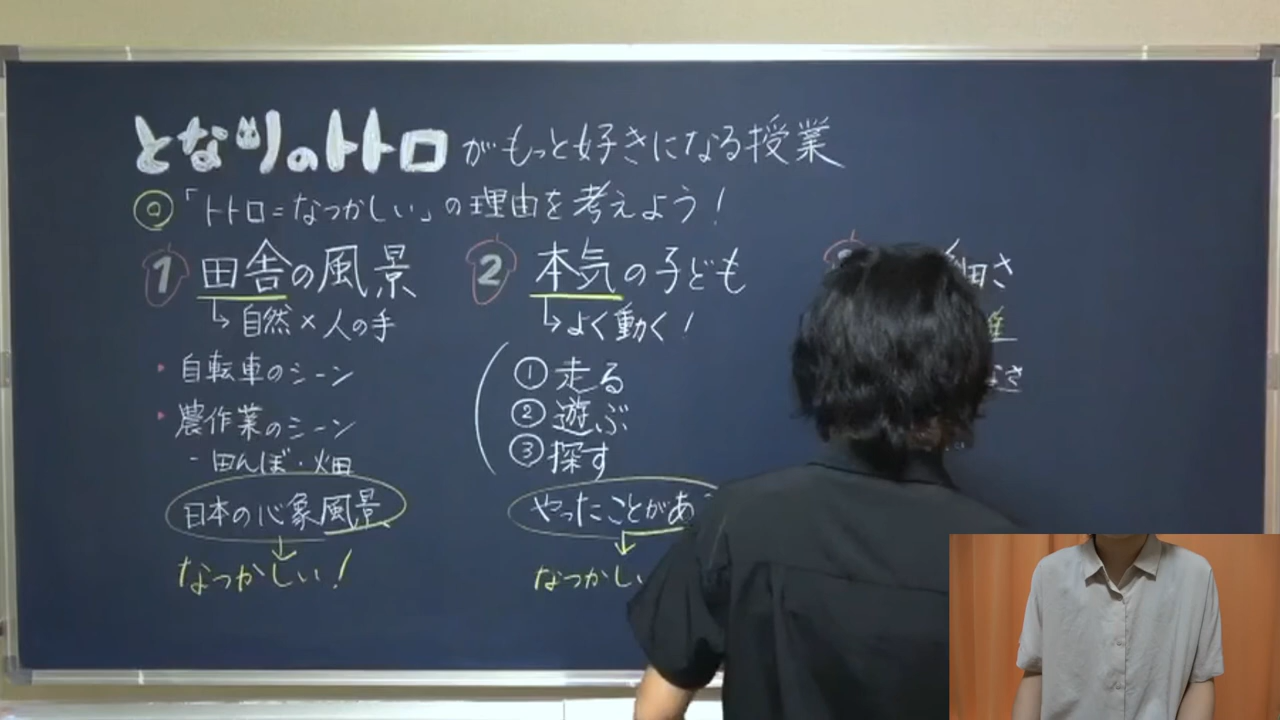 となりのトトロがもっと好きになる授業
◎「トトロ=なつかしい」の理由を考えよう!
1 田舎の風景
↳自然×人の手
・自転車のシーン
・農作業のシーン
- 田んぼ・畑
日本の心象風景
↓
なつかしい!
2 本気の子ども
↳よく動く!
①走る
②遊ぶ
③探す
やったことがあ
↓
なつかし
さ
さ